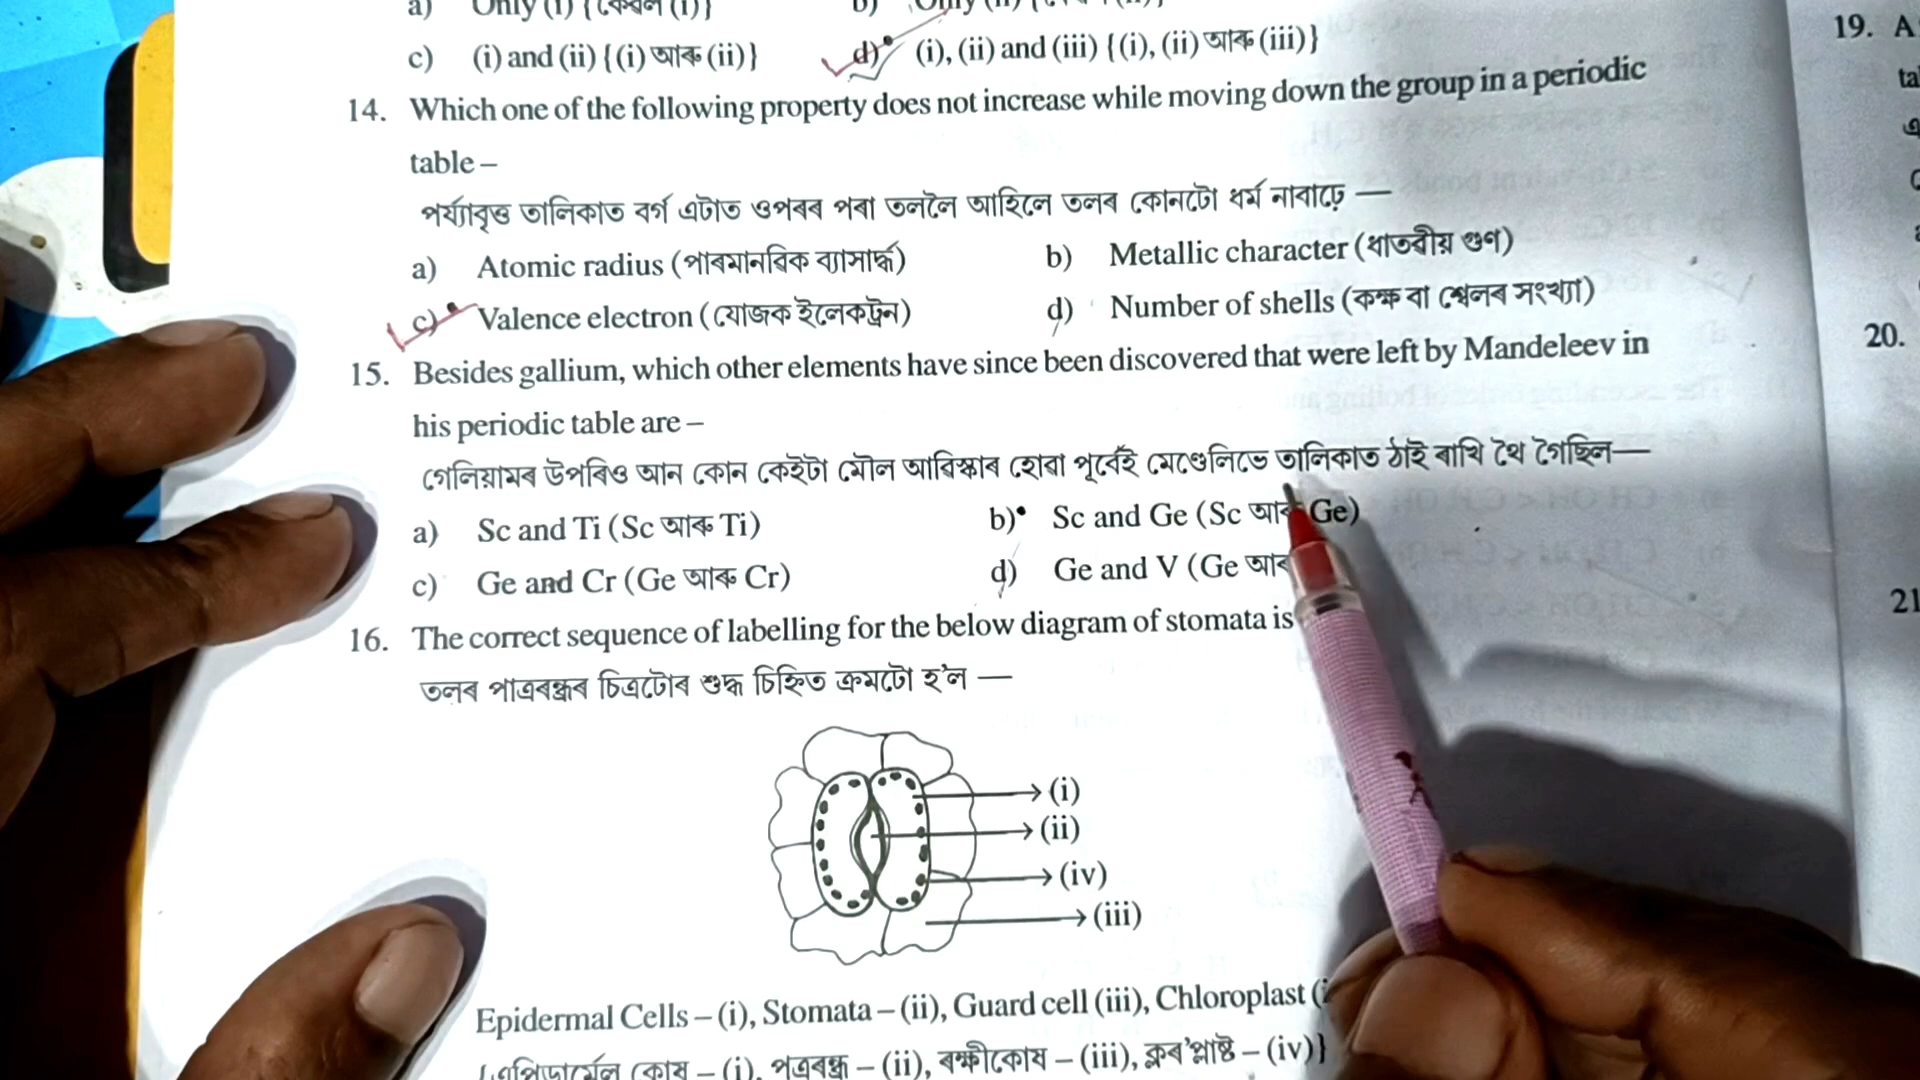 a) Only (i) {কেৱল (i)}
c) (i) and (ii) {(i) আৰু (ii)} d) (i), (ii) and (iii) {(i), (ii) আৰু (iii)}
14. Which one of the following property does not increase while moving down the group in a periodic
table –
পৰ্য্যাবৃত্ত তালিকাত বৰ্গ এটাত ওপৰৰ পৰা তললৈ আহিলে তলৰ কোনটো ধৰ্ম নাবাঢ়ে —
a) Atomic radius (পাৰমানৱিক ব্যাসাৰ্দ্ধ) b) Metallic character (ধাতৱীয় গুণ)
c) Valence electron (যোজক ইলেকট্ৰন) d) Number of shells (কক্ষ বা শ্বেলৰ সংখ্যা)
15. Besides gallium, which other elements have since been discovered that were left by Mandeleev in
his periodic table are –
গেলিয়ামৰ উপৰিও আন কোন কেইটা মৌল আৱিস্কাৰ হোৱা পূৰ্বেই মেণ্ডেলিভে তালিকাত ঠাই ৰাখি থৈ গৈছিল—
a) Sc and Ti (Sc আৰু Ti) b) Sc and Ge (Sc আৰু Ge)
c) Ge and Cr (Ge আৰু Cr) d) Ge and V (Ge
16. The correct sequence of labelling for the below diagram of stomata is
তলৰ পাত্ৰৰন্ধ্ৰৰ চিত্ৰটোৰ শুদ্ধ চিহ্নিত ক্ৰমটো হ'ল —
(i)
(ii)
(iv)
(iii)
Epidermal Cells – (i), Stomata – (ii), Guard cell (iii), Chloroplast
কোষ – (i), পত্ৰৰন্ধ্ৰ – (ii), ৰক্ষীকোষ – (iii), ক্লৰ'প্লাষ্ট – (iv)}
19. A
20.
21